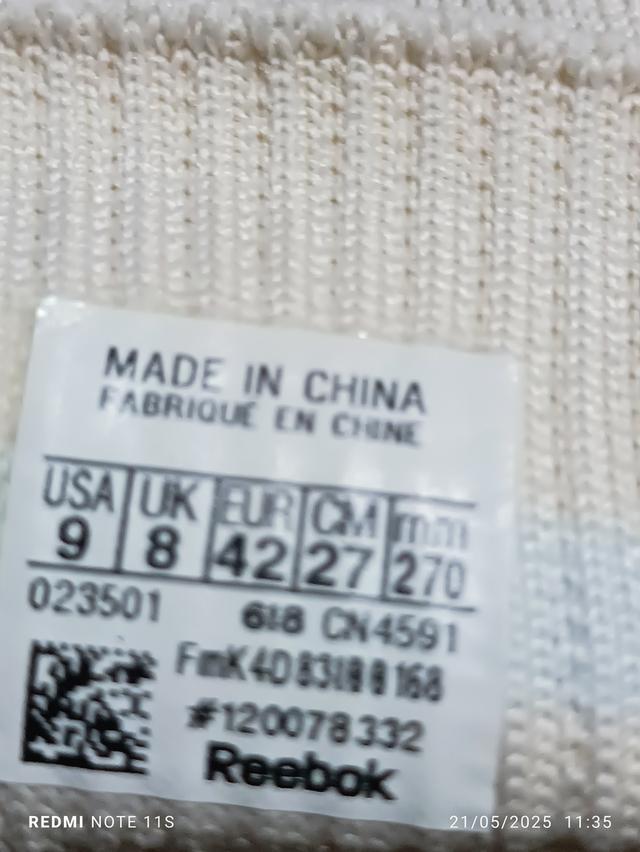 MADE IN CHINA
FABRIQUÉ EN CHINE
USA UK EUR CM mm
9 8 42 27 270
023501 618 CN4591
#120078332
Reebok
REDMI NOTE 11S 21/05/2025 11:35